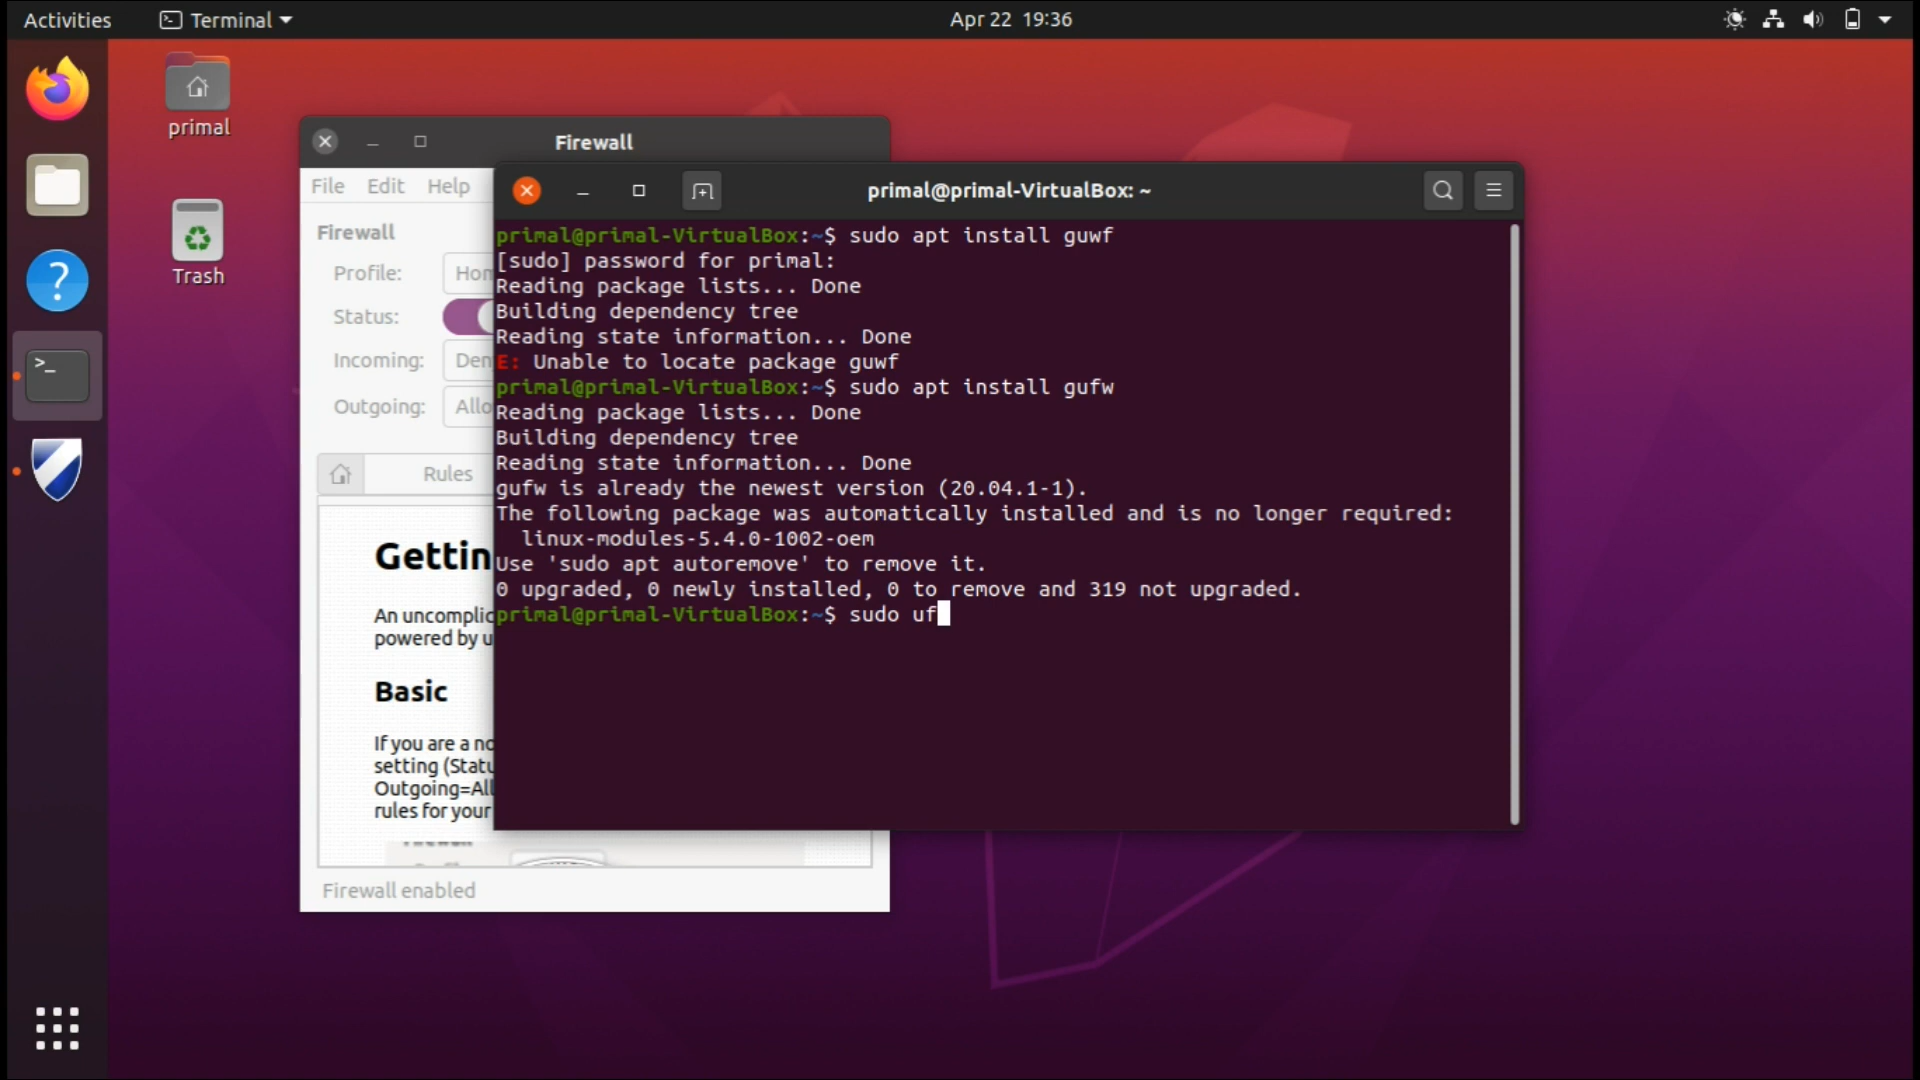 Activities
Terminal
Apr 22 19:36
primal
Trash
Firewall
File Edit Help
Firewall
Profile:
Status:
Incoming:
Outgoing:
Rules
Gettin
An uncomplic
powered by u
Basic
If you are a no
setting (Statu
Outgoing=All
rules for your
Firewall enabled
primal@primal-VirtualBox: ~
primal@primal-VirtualBox:~$ sudo apt install guwf
[sudo] password for primal:
Reading package lists... Done
Building dependency tree
Reading state information... Done
E: Unable to locate package guwf
primal@primal-VirtualBox:~$ sudo apt install gufw
Reading package lists... Done
Building dependency tree
Reading state information... Done
gufw is already the newest version (20.04.1-1).
The following package was automatically installed and is no longer required:
linux-modules-5.4.0-1002-oem
Use 'sudo apt autoremove' to remove it.
0 upgraded, 0 newly installed, 0 to remove and 319 not upgraded.
primal@primal-VirtualBox:~$ sudo uf